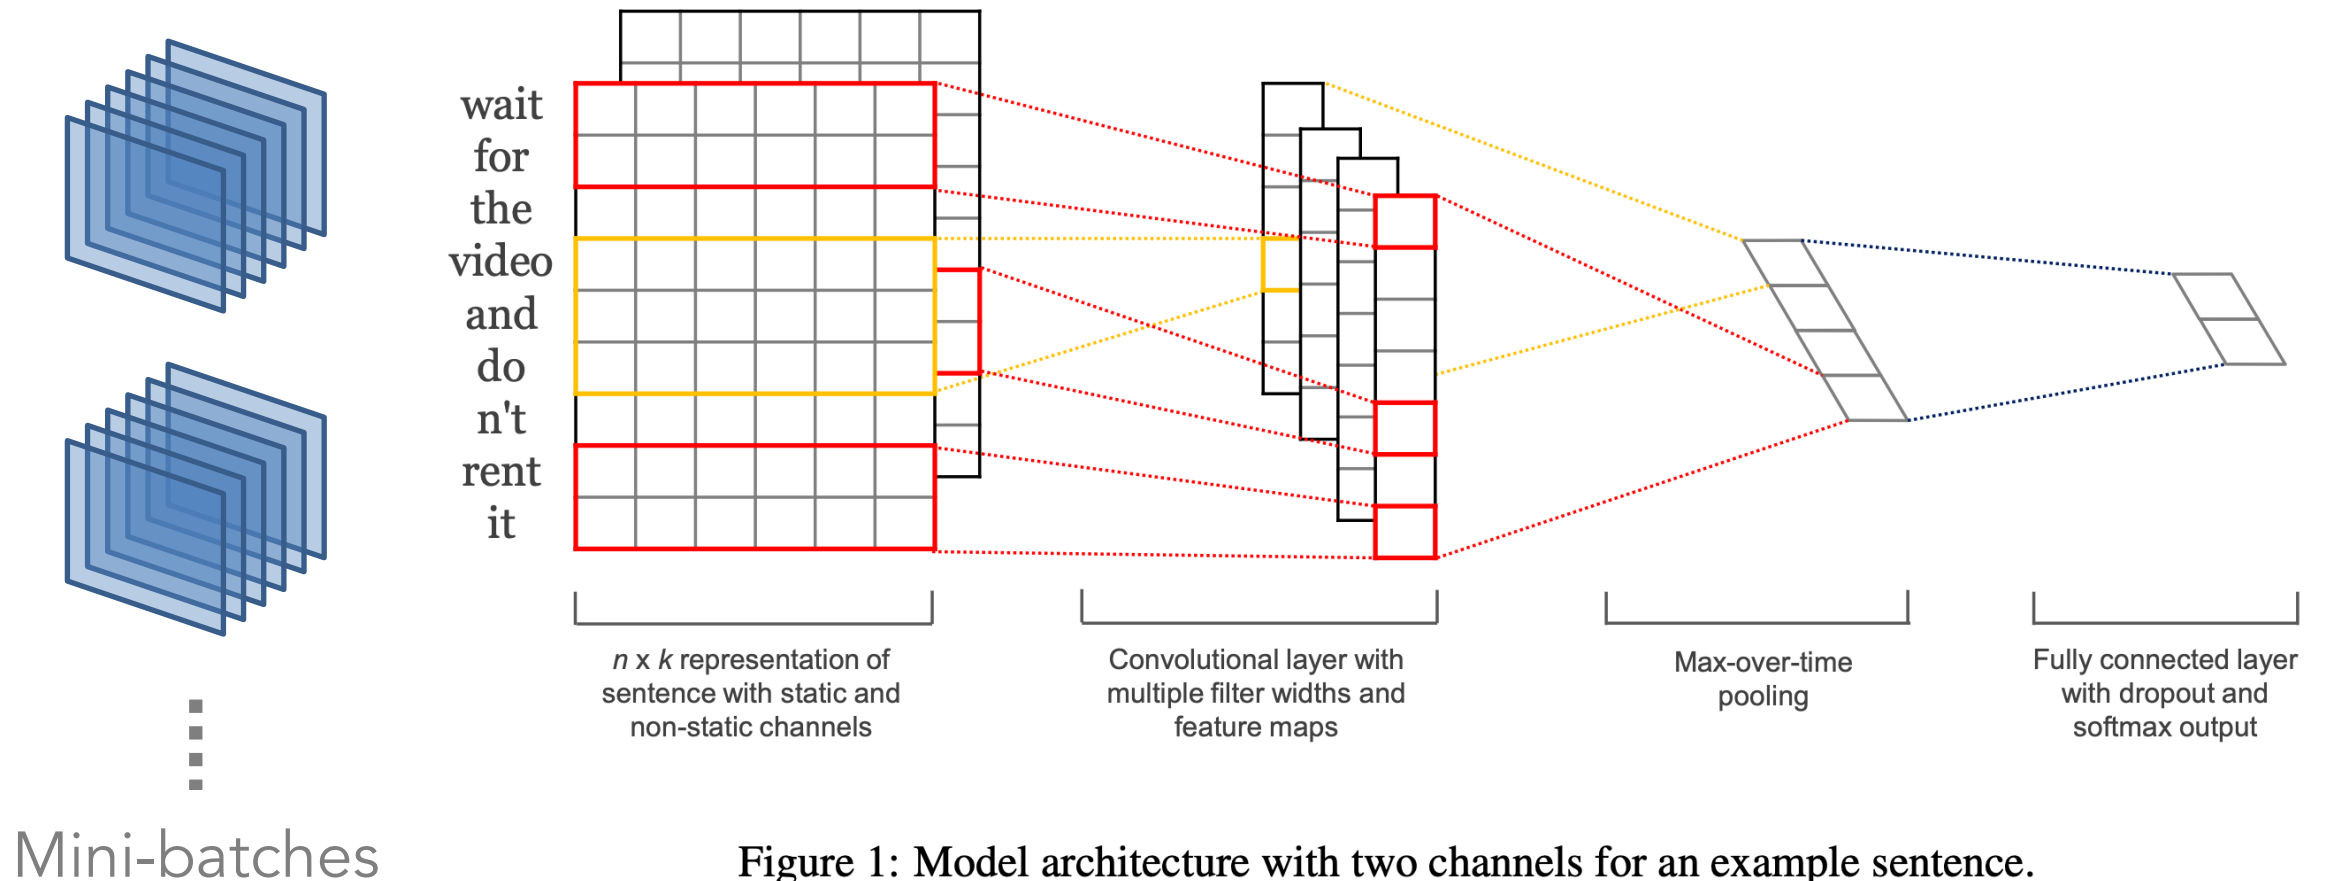 wait
for
the
video
and
do
n't
rent
it
n x k representation of
sentence with static and
non-static channels
Convolutional layer with
multiple filter widths and
feature maps
Max-over-time
pooling
Fully connected layer
with dropout and
softmax output
Mini-batches
Figure 1: Model architecture with two channels for an example sentence.